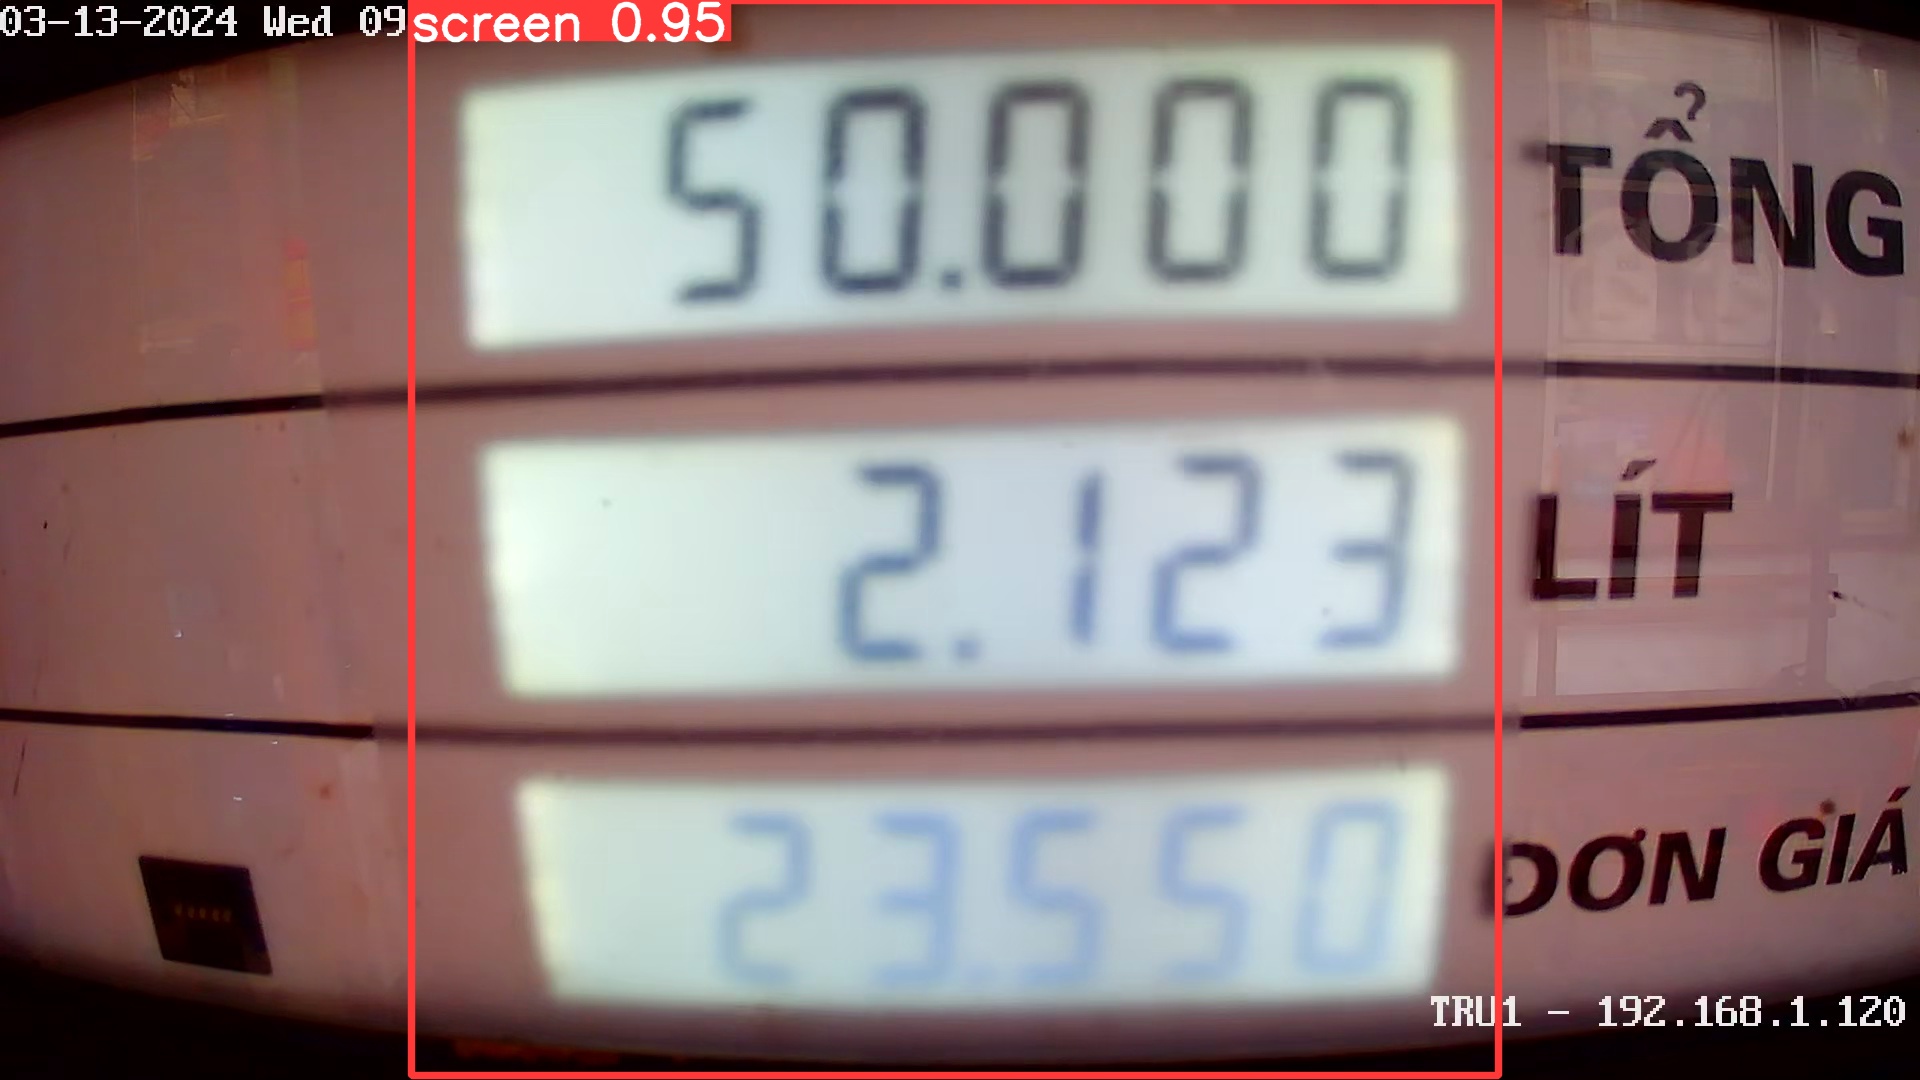 03-13-2024 Wed 09
screen 0.95
50.000
TỔNG
2.123
LÍT
23.550
ĐƠN GIÁ
TRU1 - 192.168.1.120